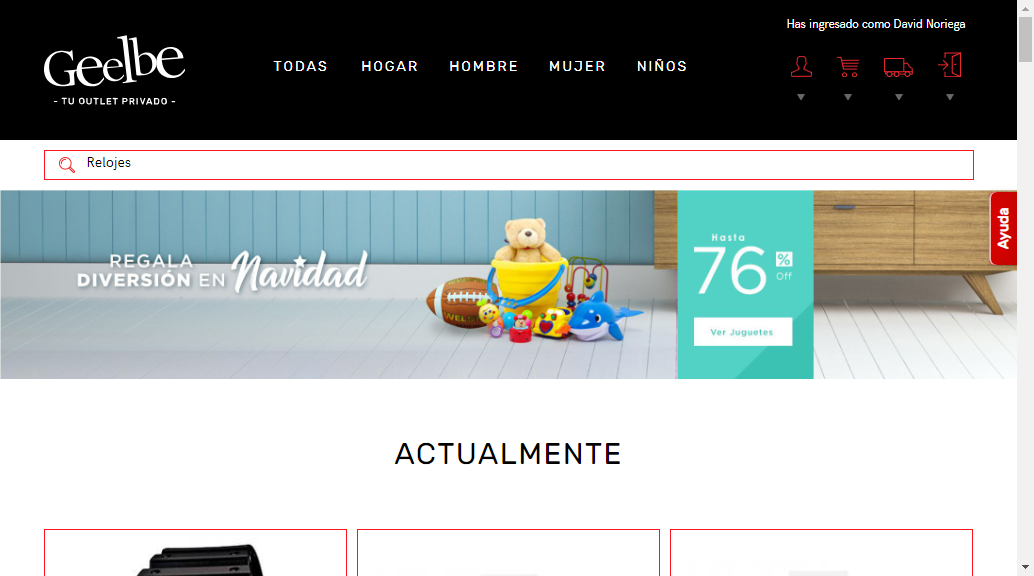 Has ingresado como David Noriega
Geelbe
- TU OUTLET PRIVADO -
TODAS HOGAR HOMBRE MUJER NIÑOS
Relojes
Ayuda
REGALA
DIVERSIÓN EN Navidad
Hasta
76 %
Off
Ver Juguetes
ACTUALMENTE